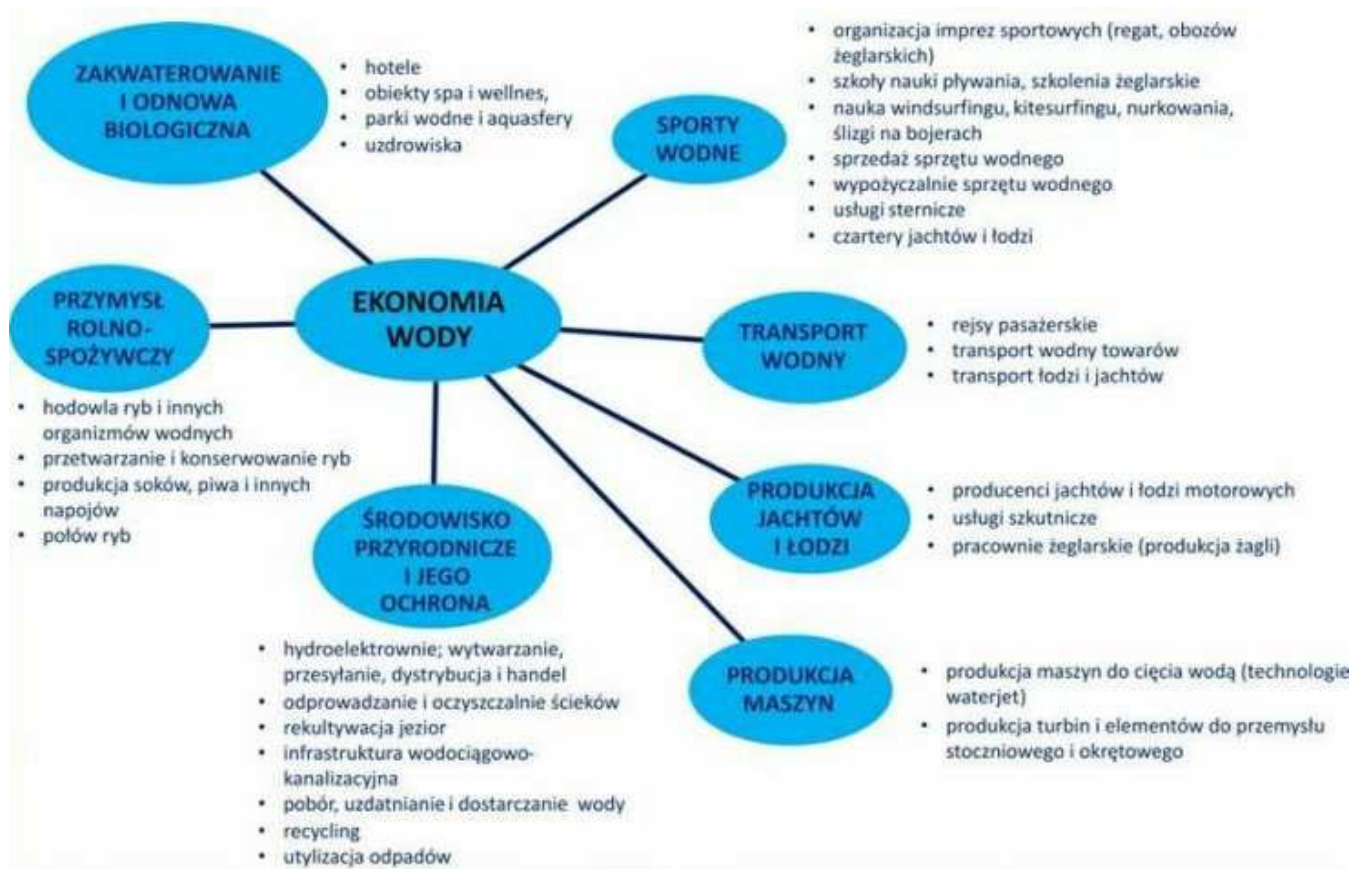 ZAKWATEROWANIE
I ODNOWA
BIOLOGICZNA
• hotele
• obiekty spa i wellnes,
• parki wodne i aquasfery
• uzdrowiska
SPORTY
WODNE
• organizacja imprez sportowych (regat, obozów
żeglarskich)
• szkoły nauki pływania, szkolenia żeglarskie
• nauka windsurfingu, kitesurfingu, nurkowania,
ślizgi na bojerach
• sprzedaż sprzętu wodnego
• wypożyczalnie sprzętu wodnego
• usługi sternicze
• czartery jachtów i łodzi
PRZYMYSŁ
ROLNO-
SPOŻYWCZY
• hodowla ryb i innych
organizmów wodnych
• przetwarzanie i konserwowanie ryb
• produkcja soków, piwa i innych
napojów
• połów ryb
EKONOMIA
WODY
TRANSPORT
WODNY
• rejsy pasażerskie
• transport wodny towarów
• transport łodzi i jachtów
PRODUKCJA
JACHTÓW
I ŁODZI
• producenci jachtów i łodzi motorowych
• usługi szkutnicze
• pracownie żeglarskie (produkcja żagli)
ŚRODOWISKO
PRZYRODNICZE
I JEGO
OCHRONA
• hydroelektrownie; wytwarzanie,
przesyłanie, dystrybucja i handel
• odprowadzanie i oczyszczalnie ścieków
• rekultywacja jezior
• infrastruktura wodociągowo-
kanalizacyjna
• pobór, uzdatnianie i dostarczanie wody
• recycling
• utylizacja odpadów
PRODUKCJA
MASZYN
• produkcja maszyn do cięcia wodą (technologie
waterjet)
• produkcja turbin i elementów do przemysłu
stoczniowego i okrętowego